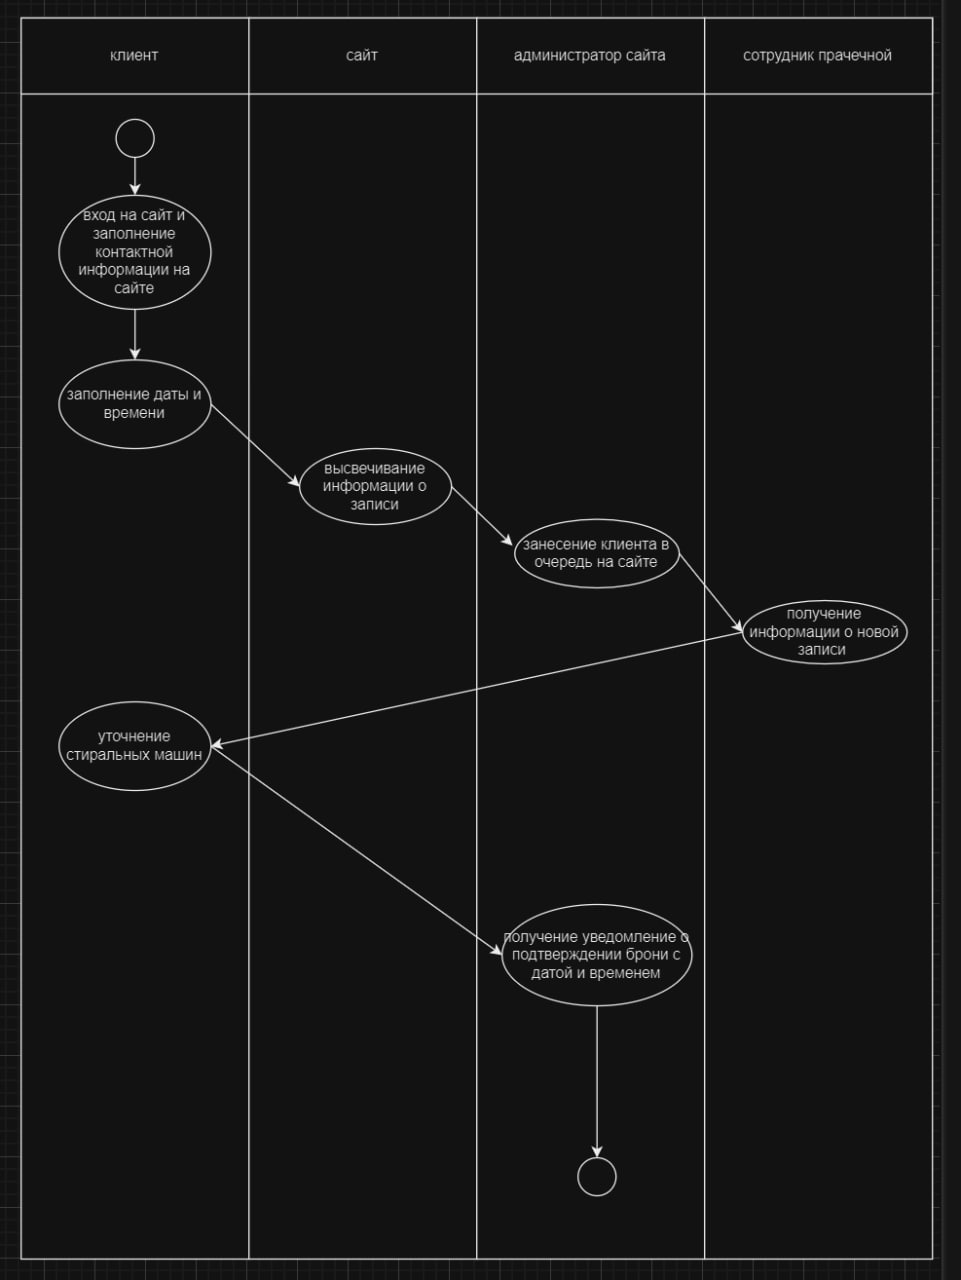 клиент
сайт
администратор сайта
сотрудник прачечной
вход на сайт и
заполнение
контактной
информации на
сайте
заполнение даты и
времени
высвечивание
информации о
записи
занесение клиента в
очередь на сайте
получение
информации о новой
записи
уточнение
стиральных машин
получение уведомление о
подтверждении брони с
датой и временем